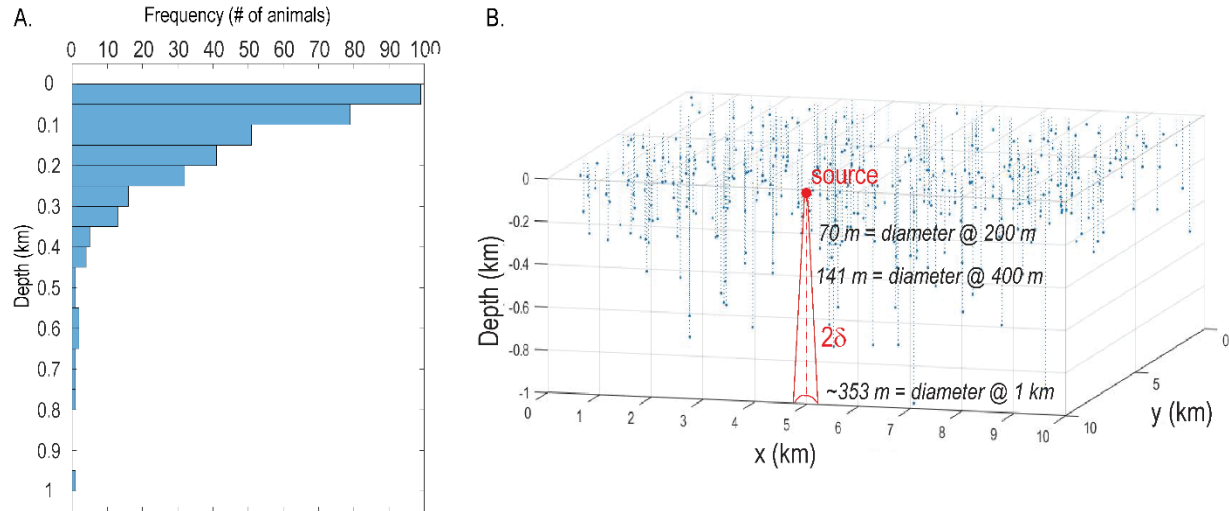 A.
Frequency (# of animals)
0 10 20 30 40 50 60 70 80 90 100
0
0.1
0.2
0.3
0.4
0.5
0.6
0.7
0.8
0.9
1
Depth (km)
B.
source
70 m = diameter @ 200 m
141 m = diameter @ 400 m
2δ
~353 m = diameter @ 1 km
0
-0.2
-0.4
-0.6
-0.8
-1
Depth (km)
0 1 2 3 4 5 6 7 8 9 10
x (km)
0
5
10
y (km)